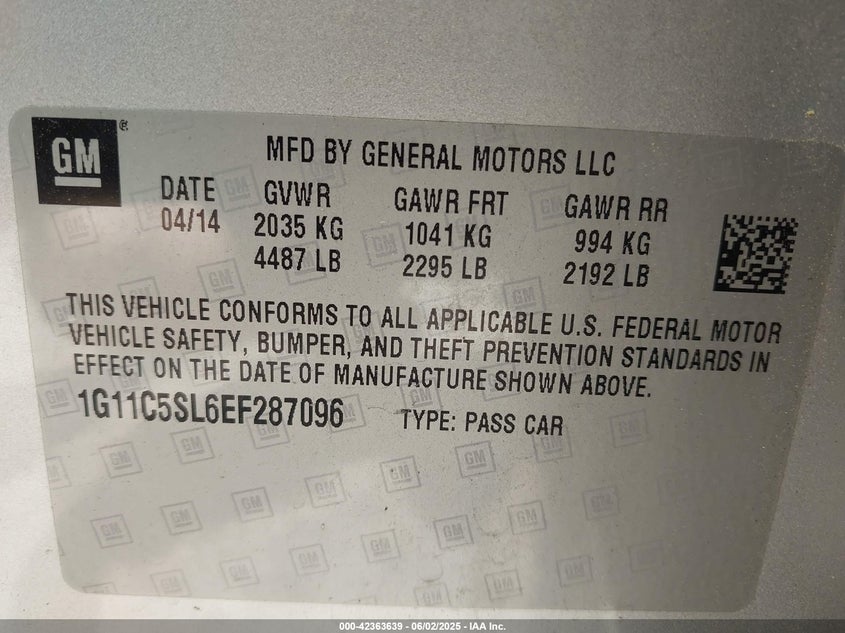 GM
MFD BY GENERAL MOTORS LLC
DATE GVWR GAWR FRT GAWR RR
04/14 2035 KG 1041 KG 994 KG
4487 LB 2295 LB 2192 LB
THIS VEHICLE CONFORMS TO ALL APPLICABLE U.S. FEDERAL MOTOR
VEHICLE SAFETY, BUMPER, AND THEFT PREVENTION STANDARDS IN
EFFECT ON THE DATE OF MANUFACTURE SHOWN ABOVE.
1G11C5SL6EF287096 TYPE: PASS CAR
000-42363639 - 06/02/2025 - IAA Inc.